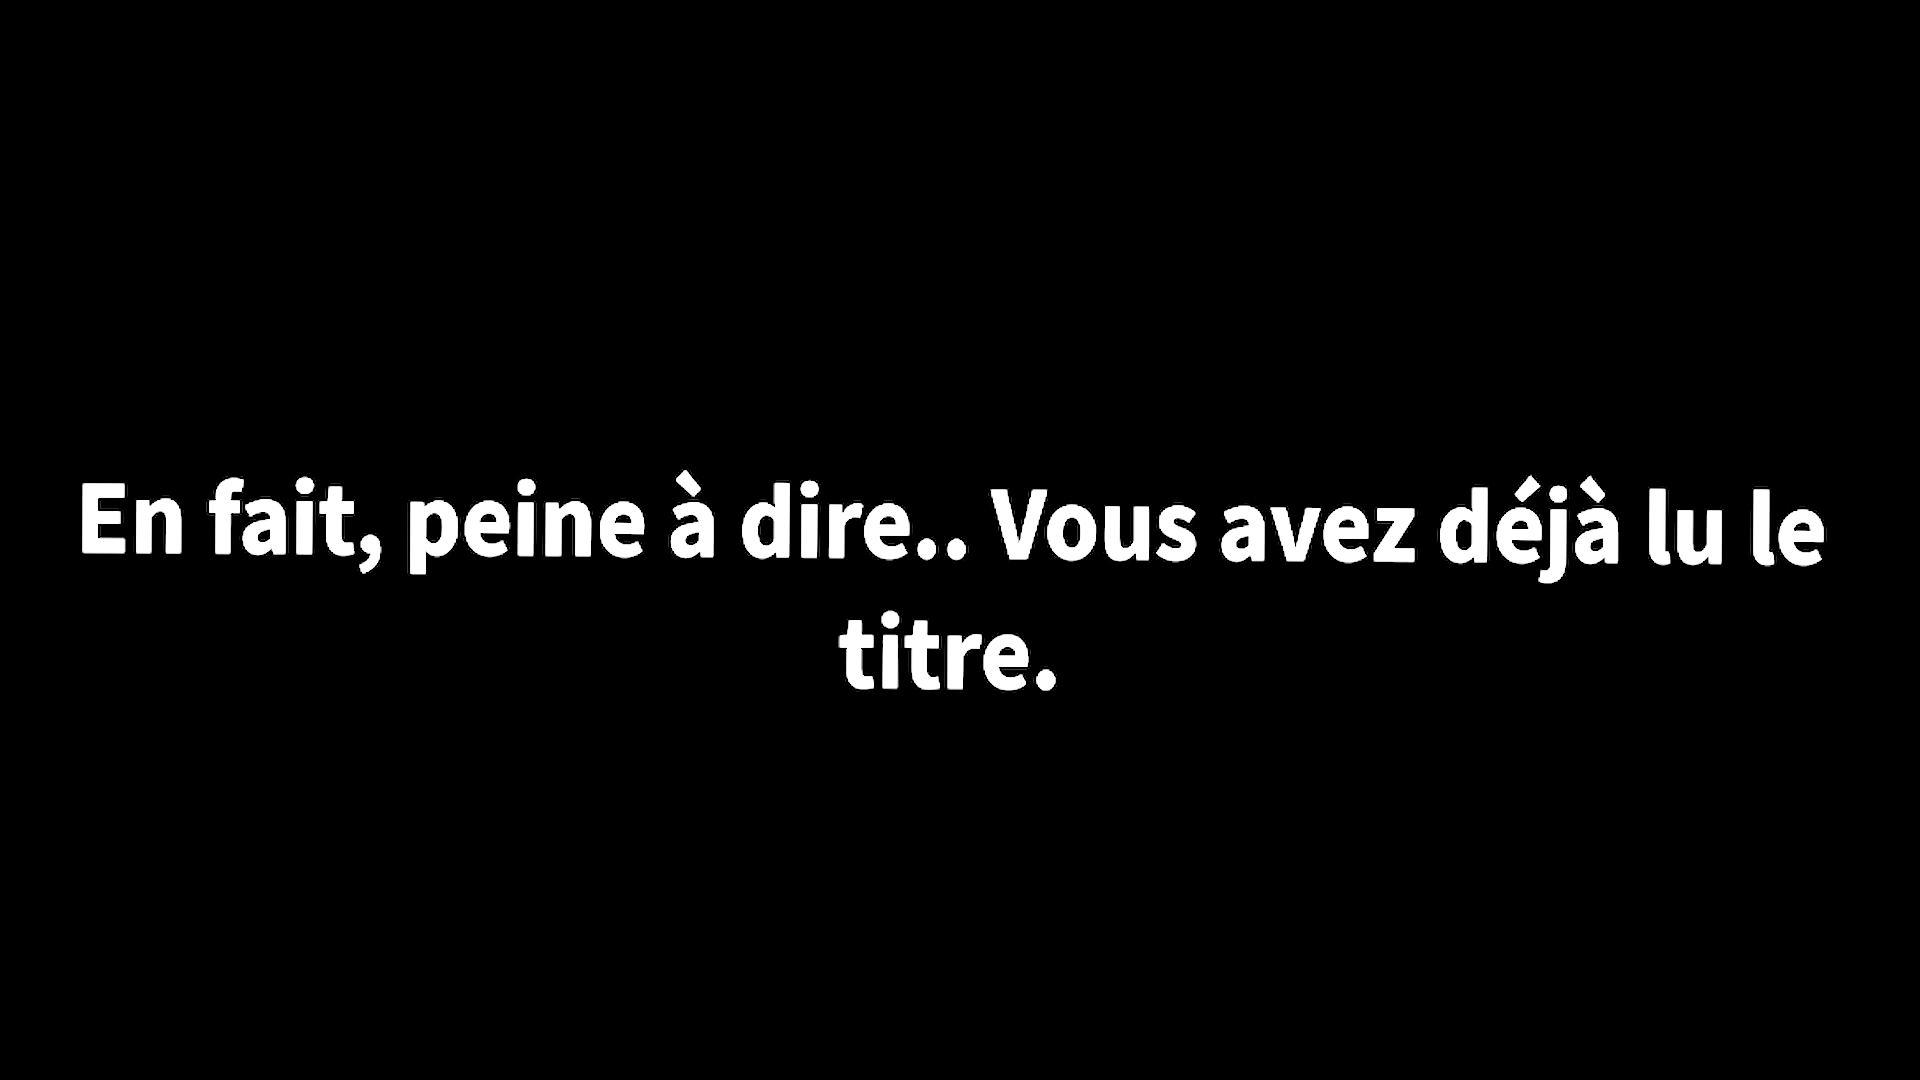 En fait, peine à dire.. Vous avez déjà lu le
titre.